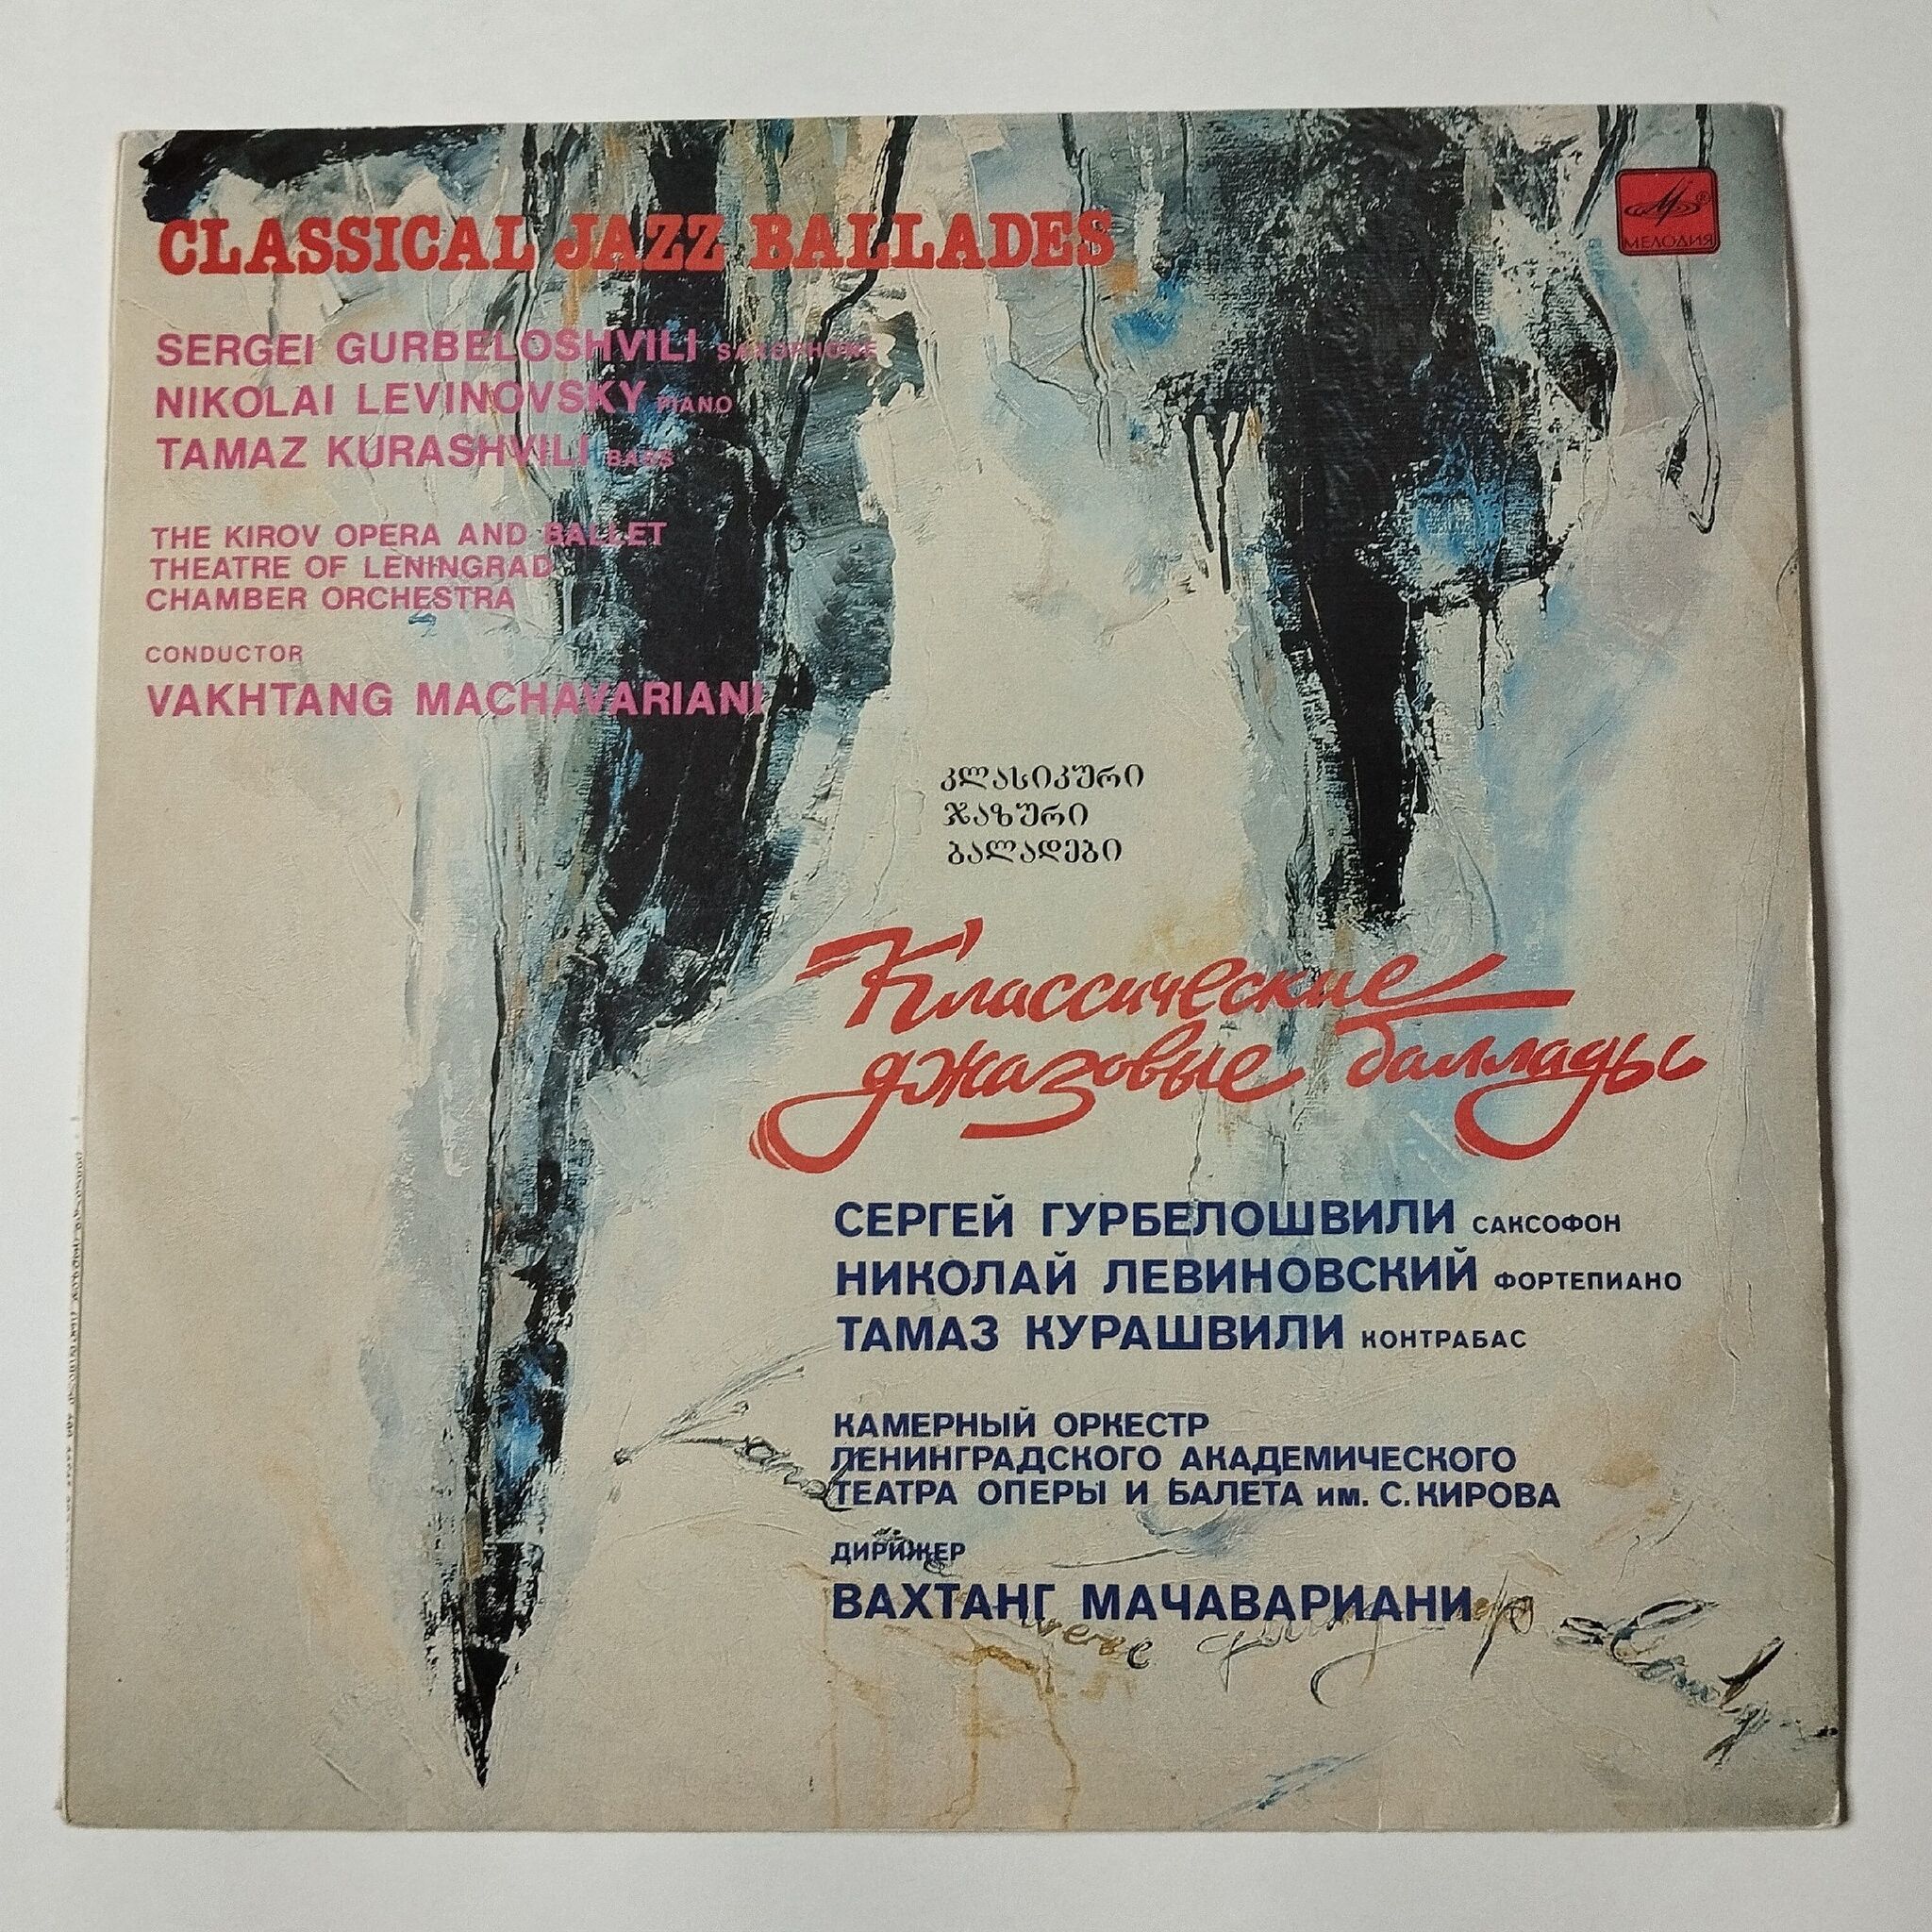 CLASSICAL JAZZ BALLADES
МЕЛОДИЯ
SERGEI GURBELOSHVILI SAXOPHONE
NIKOLAI LEVINOVSKY PIANO
TAMAZ KURASHVILI BASS
THE KIROV OPERA AND BALLET
THEATRE OF LENINGRAD
CHAMBER ORCHESTRA
CONDUCTOR
VAKHTANG MACHAVARIANI
კლასიკური
ჯაზური
ბალადები
Классические
джазовые баллады
СЕРГЕЙ ГУРБЕЛОШВИЛИ САКСОФОН
НИКОЛАЙ ЛЕВИНОВСКИЙ ФОРТЕПИАНО
ТАМАЗ КУРАШВИЛИ КОНТРАБАС
КАМЕРНЫЙ ОРКЕСТР
ЛЕНИНГРАДСКОГО АКАДЕМИЧЕСКОГО
ТЕАТРА ОПЕРЫ И БАЛЕТА им. С. КИРОВА
ДИРИЖЕР
ВАХТАНГ МАЧАВАРИАНИ